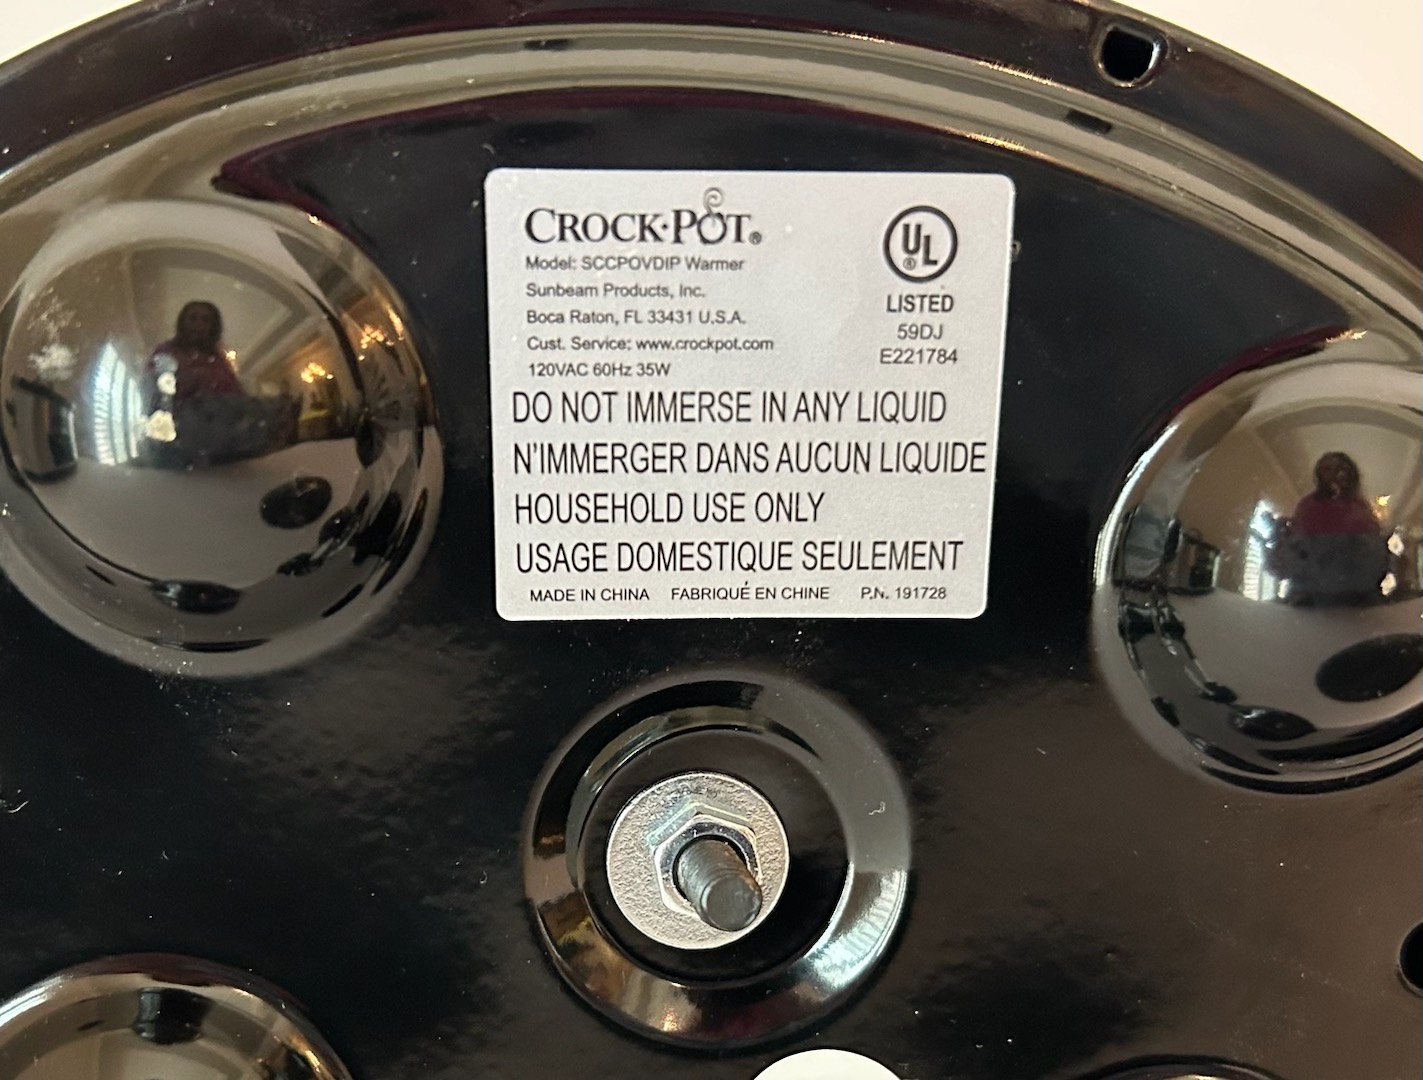 CROCK·POT®
Model: SCCPOVDIP Warmer
Sunbeam Products, Inc.
Boca Raton, FL 33431 U.S.A.
Cust. Service: www.crockpot.com
120VAC 60Hz 35W
UL®
LISTED
59DJ
E221784
DO NOT IMMERSE IN ANY LIQUID
N'IMMERGER DANS AUCUN LIQUIDE
HOUSEHOLD USE ONLY
USAGE DOMESTIQUE SEULEMENT
MADE IN CHINA FABRIQUÉ EN CHINE P.N. 191728